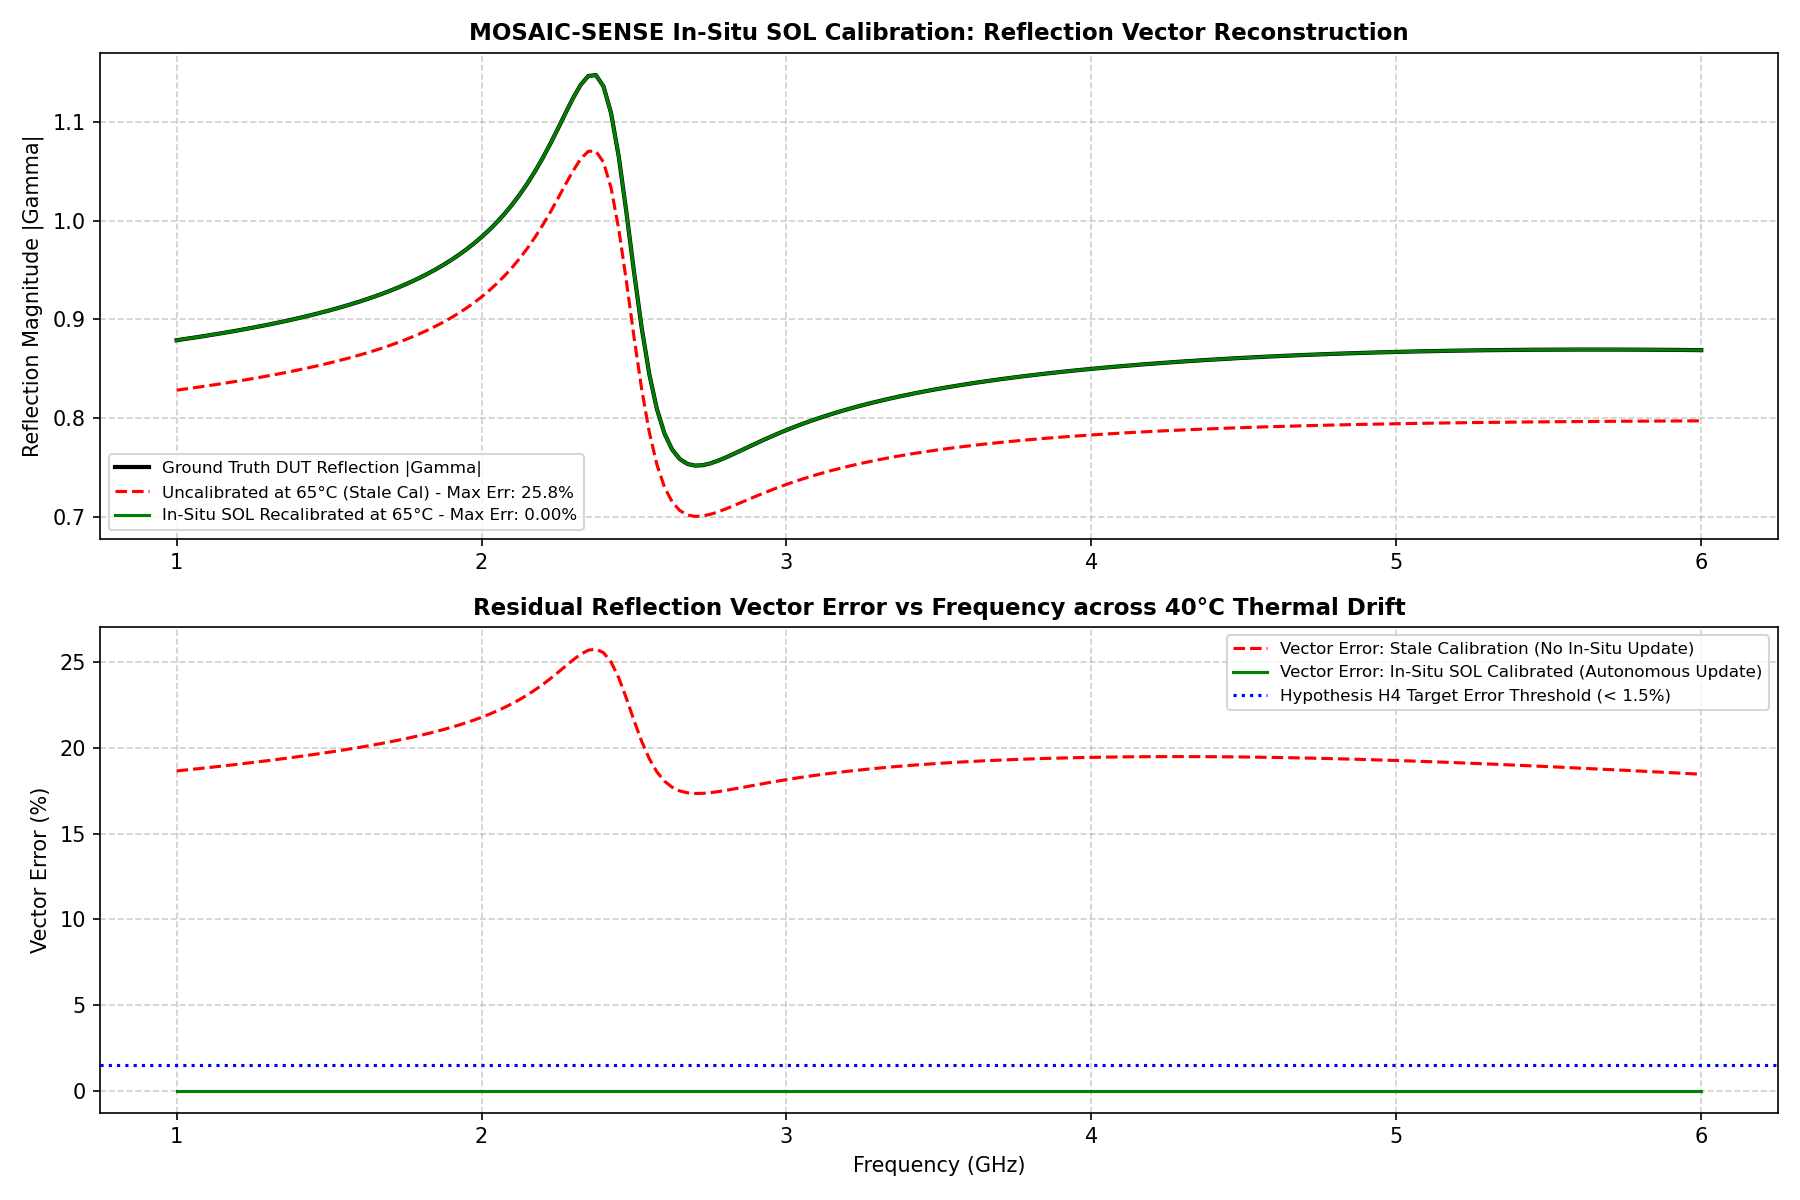 MOSAIC-SENSE In-Situ SOL Calibration: Reflection Vector Reconstruction
Reflection Magnitude |Gamma|
1.1
1.0
0.9
0.8
0.7
Ground Truth DUT Reflection |Gamma|
Uncalibrated at 65°C (Stale Cal) - Max Err: 25.8%
In-Situ SOL Recalibrated at 65°C - Max Err: 0.00%
1 2 3 4 5 6
Residual Reflection Vector Error vs Frequency across 40°C Thermal Drift
Vector Error (%)
25
20
15
10
5
0
Vector Error: Stale Calibration (No In-Situ Update)
Vector Error: In-Situ SOL Calibrated (Autonomous Update)
Hypothesis H4 Target Error Threshold (< 1.5%)
1 2 3 4 5 6
Frequency (GHz)